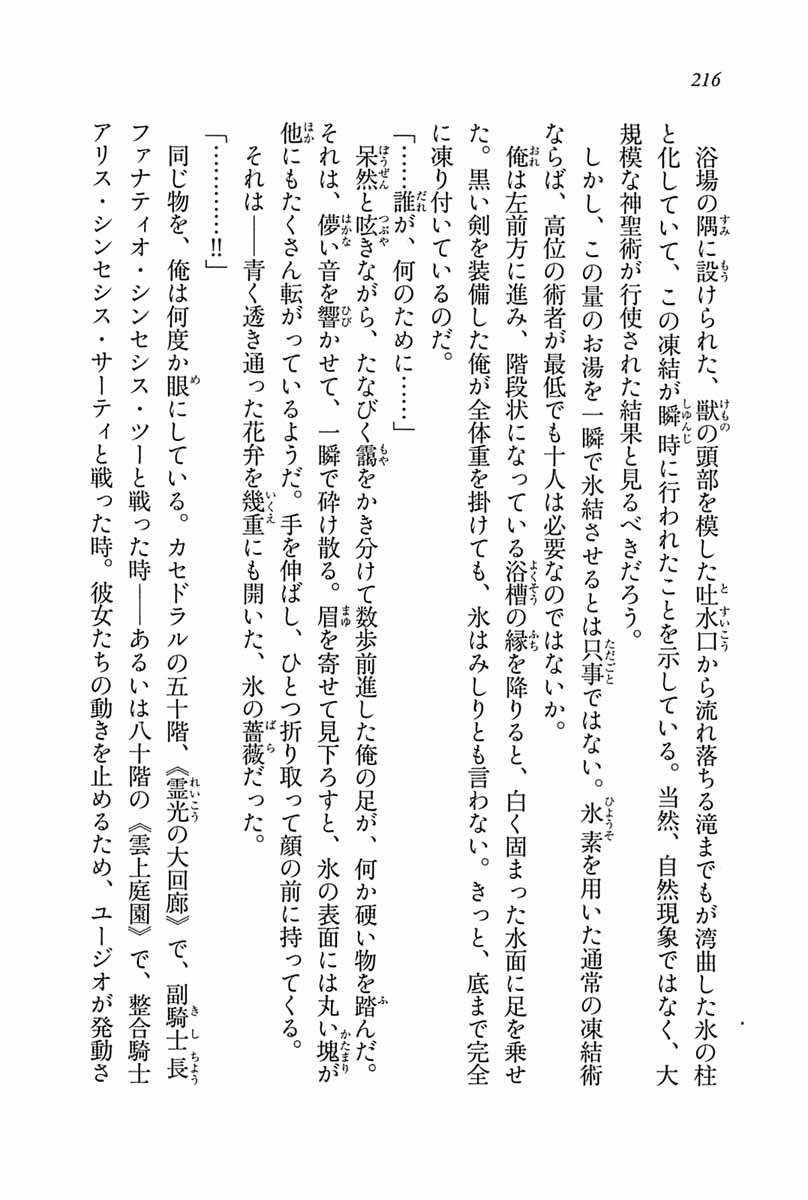 216
浴場の隅に設けられた、獣の頭部を模した吐水口から流れ落ちる滝までもが湾曲した氷の柱
と化していて、この凍結が瞬時に行われたことを示している。当然、自然現象ではなく、大
規模な神聖術が行使された結果と見るべきだろう。
しかし、この量のお湯を一瞬で氷結させるとは只事ではない。氷素を用いた通常の凍結術
ならば、高位の術者が最低でも十人は必要なのではないか。
俺は左前方に進み、階段状になっている浴槽の縁を降りると、白く固まった水面に足を乗せ
た。黒い剣を装備した俺が全体重を掛けても、氷はみしりとも言わない。きっと、底まで完全
に凍り付いているのだ。
「……誰が、何のために……」
呆然と呟きながら、たなびく靄をかき分けて数歩前進した俺の足が、何か硬い物を踏んだ。
それは、儚い音を響かせて、一瞬で砕け散る。眉を寄せて見下ろすと、氷の表面には丸い塊が
他にもたくさん転がっているようだ。手を伸ばし、ひとつ折り取って顔の前に持ってくる。
それは――青く透き通った花弁を幾重にも開いた、氷の薔薇だった。
「…………!!」
同じ物を、俺は何度か眼にしている。カセドラルの五十階、《霊光の大回廊》で、副騎士長
ファナティオ・シンセシス・ツーと戦った時――あるいは八十階の《雲上庭園》で、整合騎士
アリス・シンセシス・サーティと戦った時。彼女たちの動きを止めるため、ユージオが発動さ